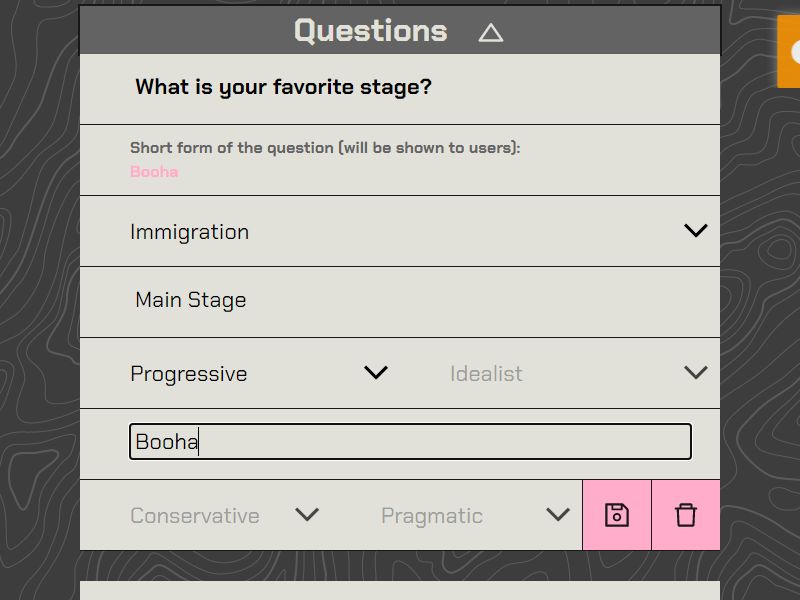 Questions
What is your favorite stage?
Short form of the question (will be shown to users):
Booha
Immigration
Main Stage
Progressive Idealist
Booha
Conservative Pragmatic